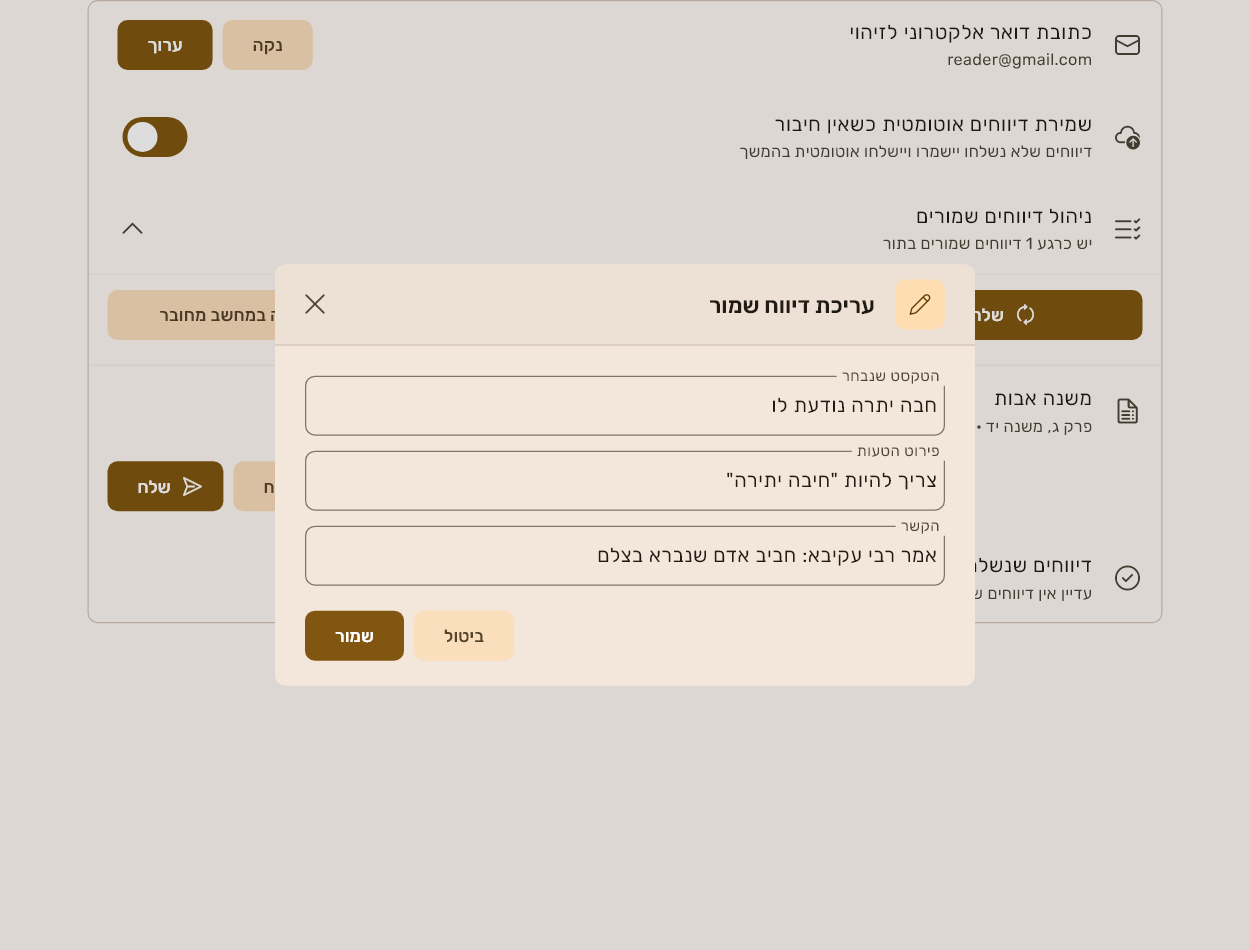 כתובת דואר אלקטרוני לזיהוי
reader@gmail.com
נקה
ערוך
שמירת דיווחים אוטומטית כשאין חיבור
דיווחים שלא נשלחו יישמרו ויישלחו אוטומטית בהמשך
ניהול דיווחים שמורים
יש כרגע 1 דיווחים שמורים בתור
במחשב מחובר
עריכת דיווח שמור
הטקסט שנבחר
חבה יתרה נודעת לו
פירוט הטעות
צריך להיות "חיבה יתירה"
הקשר
אמר רבי עקיבא: חביב אדם שנברא בצלם
ביטול
שמור
משנה אבות
פרק ג, משנה יד •
שלח
דיווחים
עדיין אין דיווחים